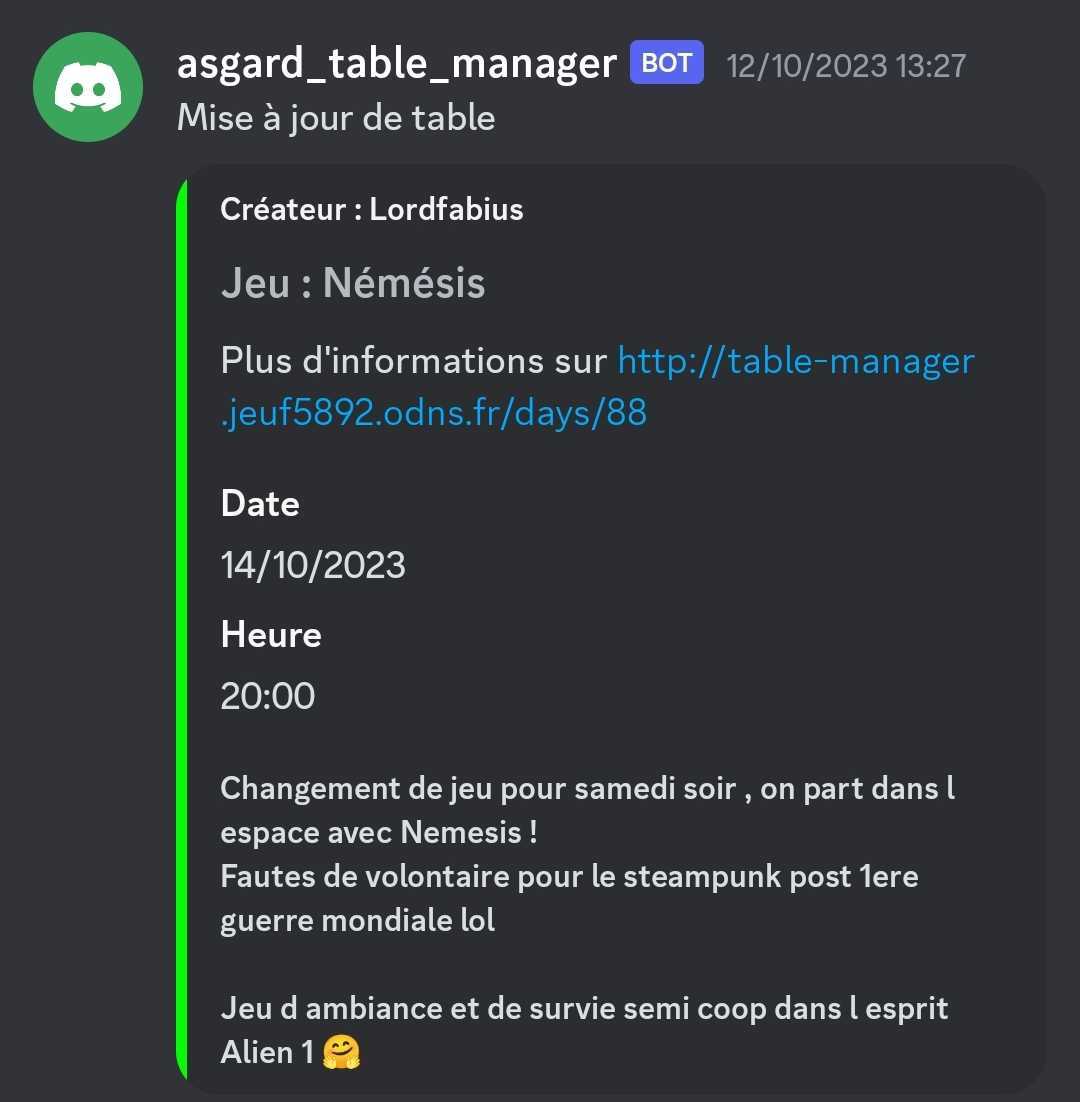 asgard_table_manager BOT 12/10/2023 13:27
Mise à jour de table
Créateur : Lordfabius
Jeu : Némésis
Plus d'informations sur http://table-manager
.jeuf5892.odns.fr/days/88
Date
14/10/2023
Heure
20:00
Changement de jeu pour samedi soir , on part dans l
espace avec Nemesis !
Fautes de volontaire pour le steampunk post 1ere
guerre mondiale lol
Jeu d ambiance et de survie semi coop dans l esprit
Alien 1 🤗